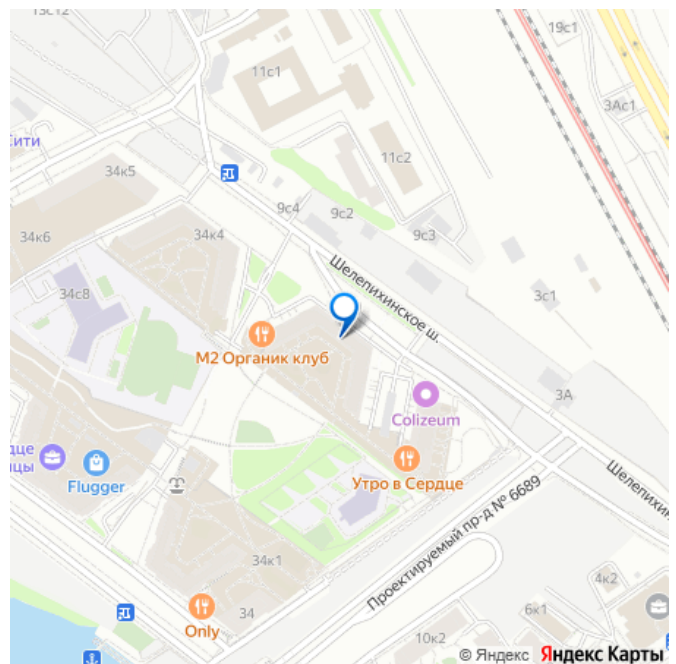 13с12
19с1
11с1
3Ас1
Сити
11с2
34к5
9с4
9с2
34к6
34к4
9с3
Шелепихинское ш.
34с8
3с1
М2 Органик клуб
3А
Colizeum
Flugger
Утро в Сердце
Проектируемый пр-д № 6689
34к1
4к2
34
6к1
Only
10к2
© Яндекс Яндекс Карты